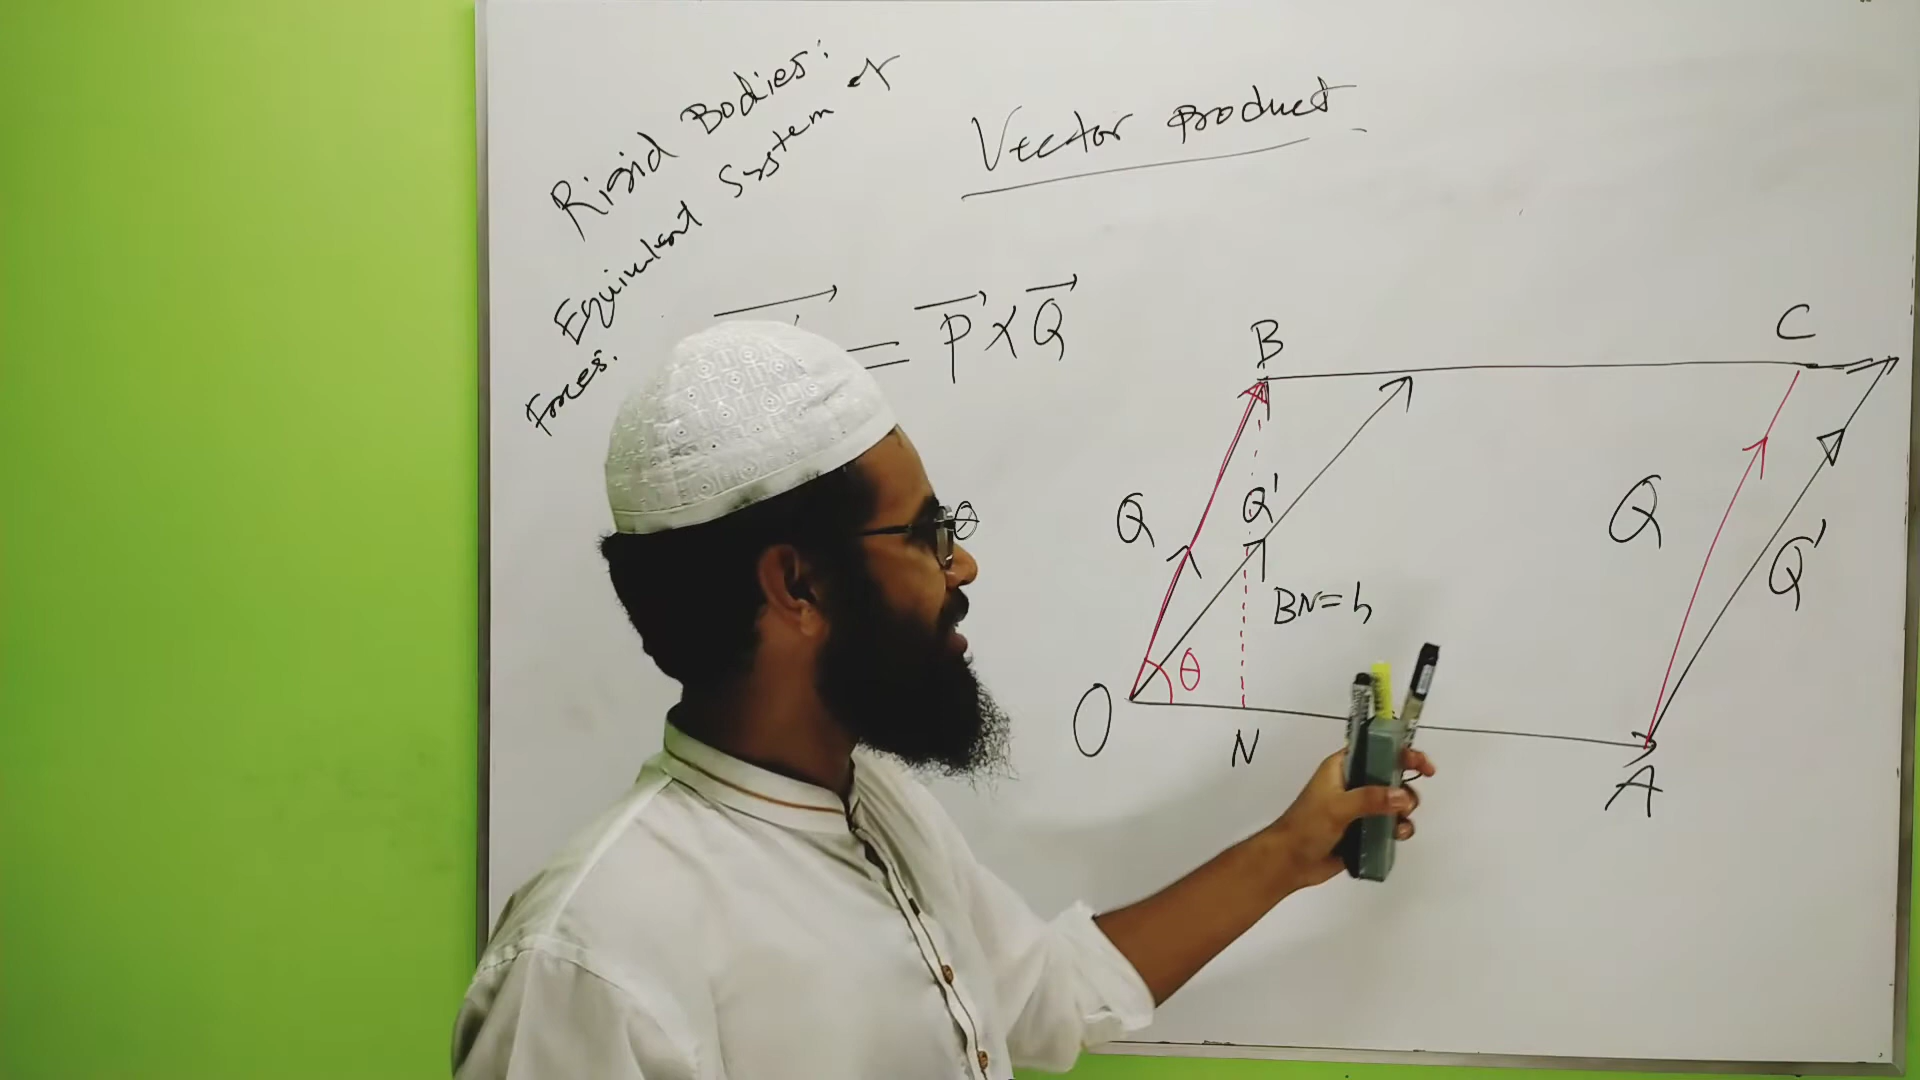 Rigid Bodies:
Equivalent System of
Forces.
Vector product
= P × Q
θ
B
C
Q
Q'
Q
Q'
BN=h
θ
O
N
A